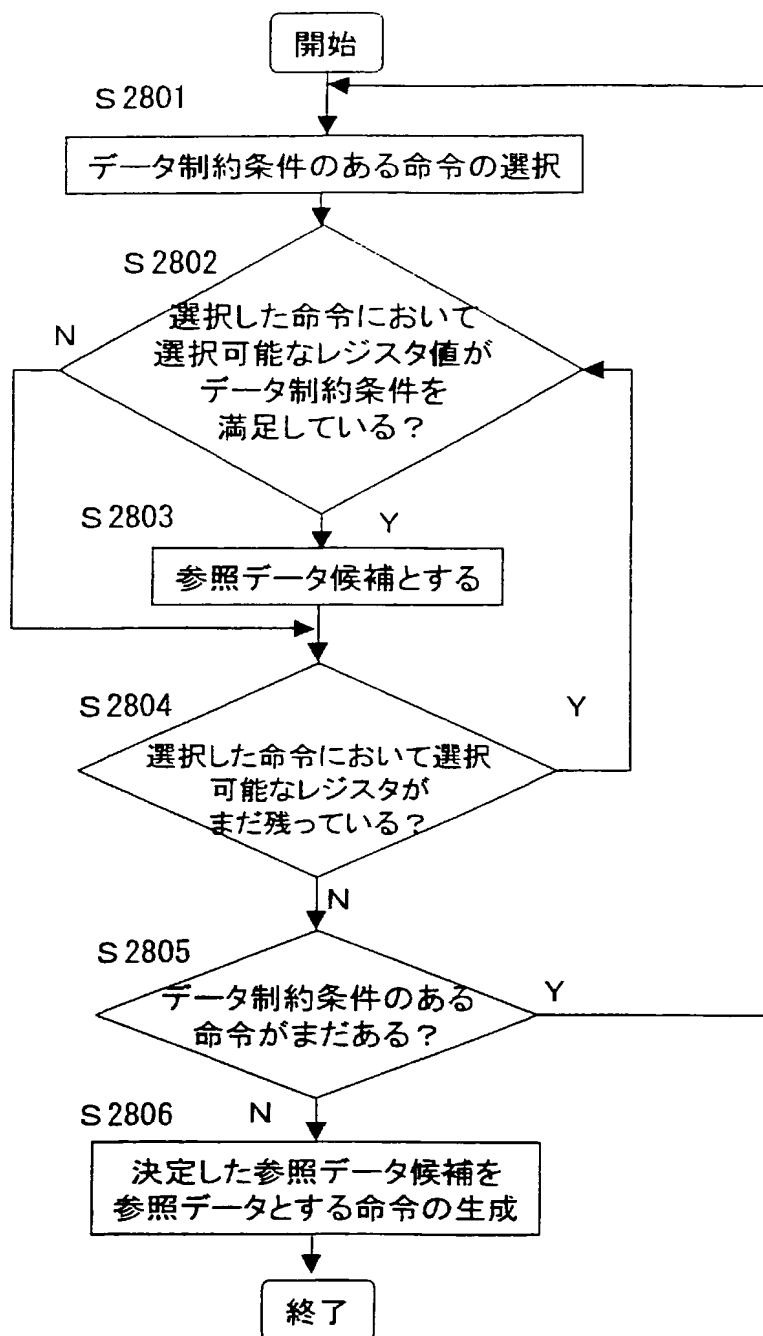 開始
S2801
データ制約条件のある命令の選択
S2802
N
選択した命令において
選択可能なレジスタ値が
データ制約条件を
満足している?
S2803
Y
参照データ候補とする
S2804
Y
選択した命令において選択
可能なレジスタが
まだ残っている?
N
S2805
Y
データ制約条件のある
命令がまだある?
S2806
N
決定した参照データ候補を
参照データとする命令の生成
終了